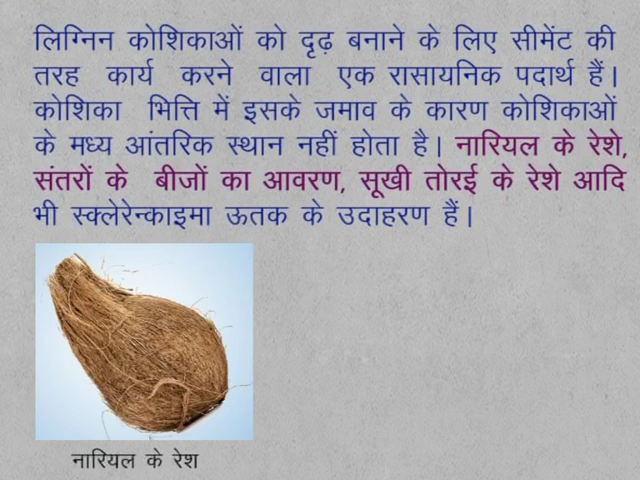 लिग्निन कोशिकाओं को दृढ़ बनाने के लिए सीमेंट की
तरह कार्य करने वाला एक रासायनिक पदार्थ हैं।
कोशिका भित्ति में इसके जमाव के कारण कोशिकाओं
के मध्य आंतरिक स्थान नहीं होता है। नारियल के रेशे,
संतरों के बीजों का आवरण, सूखी तोरई के रेशे आदि
भी स्क्लेरेन्काइमा ऊतक के उदाहरण हैं।
नारियल के रेश